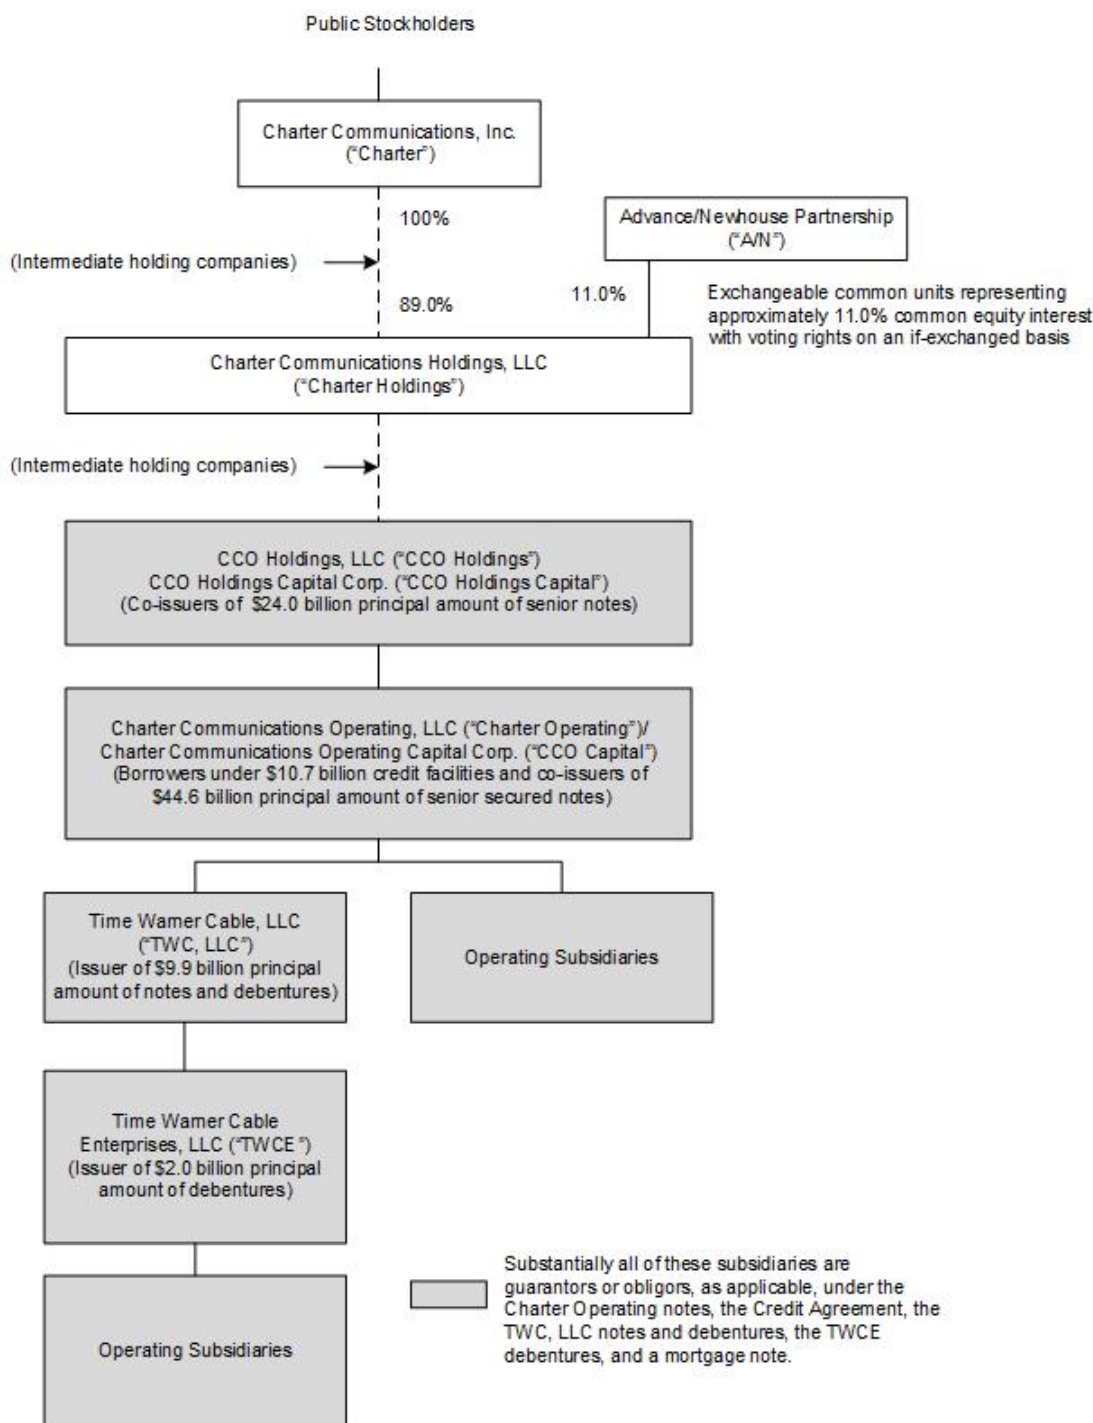 Public Stockholders
Charter Communications, Inc.
("Charter")
100%
Advance/Newhouse Partnership
("A/N")
(Intermediate holding companies)
89.0%
11.0%
Exchangeable common units representing
approximately 11.0% common equity interest
with voting rights on an if-exchanged basis
Charter Communications Holdings, LLC
("Charter Holdings")
(Intermediate holding companies)
CCO Holdings, LLC ("CCO Holdings")
CCO Holdings Capital Corp. ("CCO Holdings Capital")
(Co-issuers of $24.0 billion principal amount of senior notes)
Charter Communications Operating, LLC ("Charter Operating")/
Charter Communications Operating Capital Corp. ("CCO Capital")
(Borrowers under $10.7 billion credit facilities and co-issuers of
$44.6 billion principal amount of senior secured notes)
Time Warner Cable, LLC
("TWC, LLC")
(Issuer of $9.9 billion principal
amount of notes and debentures)
Operating Subsidiaries
Time Warner Cable
Enterprises, LLC ("TWCE")
(Issuer of $2.0 billion principal
amount of debentures)
Operating Subsidiaries
Substantially all of these subsidiaries are
guarantors or obligors, as applicable, under the
Charter Operating notes, the Credit Agreement, the
TWC, LLC notes and debentures, the TWCE
debentures, and a mortgage note.